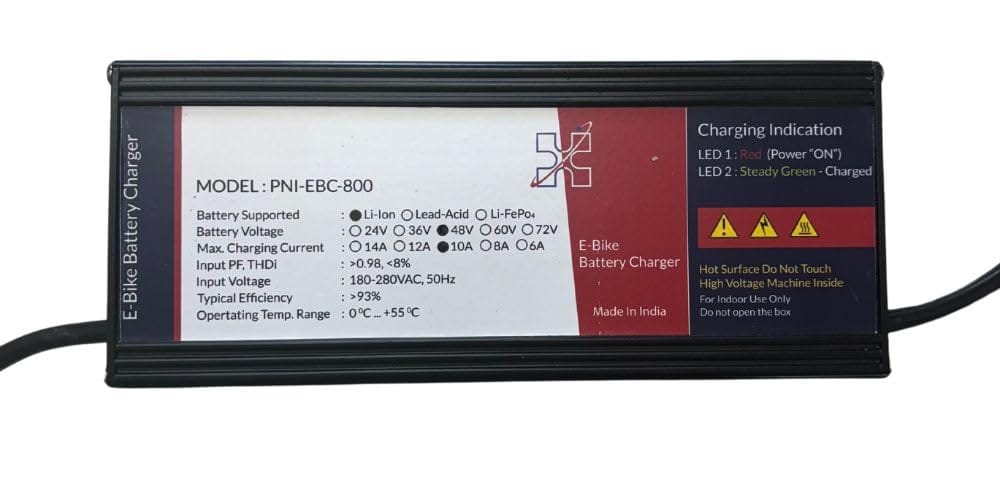 E-Bike Battery Charger
MODEL : PNI-EBC-800
Battery Supported : ●Li-Ion ○Lead-Acid ○Li-FePo₄
Battery Voltage : ○24V ○36V ●48V ○60V ○72V
Max. Charging Current : ○14A ○12A ●10A ○8A ○6A
Input PF, THDi : >0.98, <8%
Input Voltage : 180-280VAC, 50Hz
Typical Efficiency : >93%
Opertating Temp. Range : 0⁰C ... +55⁰C
E-Bike
Battery Charger
Made In India
Charging Indication
LED 1 : Red (Power "ON")
LED 2 : Steady Green - Charged
Hot Surface Do Not Touch
High Voltage Machine Inside
For Indoor Use Only
Do not open the box